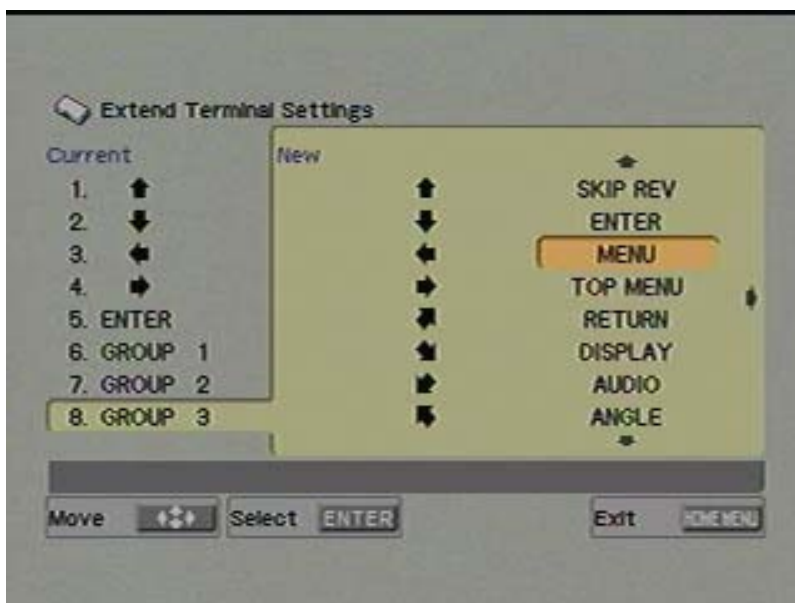 Extend Terminal Settings
Current New
1. ⬆ ⬆ SKIP REV
2. ⬇ ⬇ ENTER
3. ⬅ ⬅ MENU
4. ➡ ➡ TOP MENU
5. ENTER RETURN
6. GROUP 1 DISPLAY
7. GROUP 2 AUDIO
8. GROUP 3 ANGLE
Move Select ENTER Exit HOME MENU